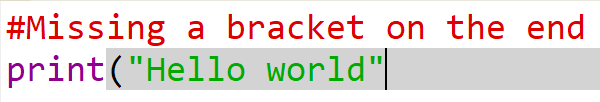 #Missing a bracket on the end
print("Hello world"